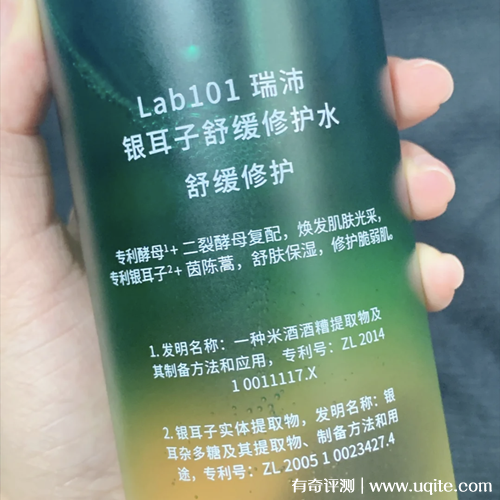 Lab101 瑞沛
银耳子舒缓修护水
舒缓修护
专利酵母¹+ 二裂酵母复配，焕发肌肤光采，
专利银耳子²+ 茵陈蒿，舒肤保湿，修护脆弱肌。
1.发明名称：一种米酒酒糟提取物及
其制备方法和应用，专利号：ZL 2014
1 0011117.X
2.银耳子实体提取物，发明名称：银
耳杂多糖及其提取物、制备方法和用
途，专利号：ZL 2005 1 0023427.4
有奇评测｜www.uqite.com